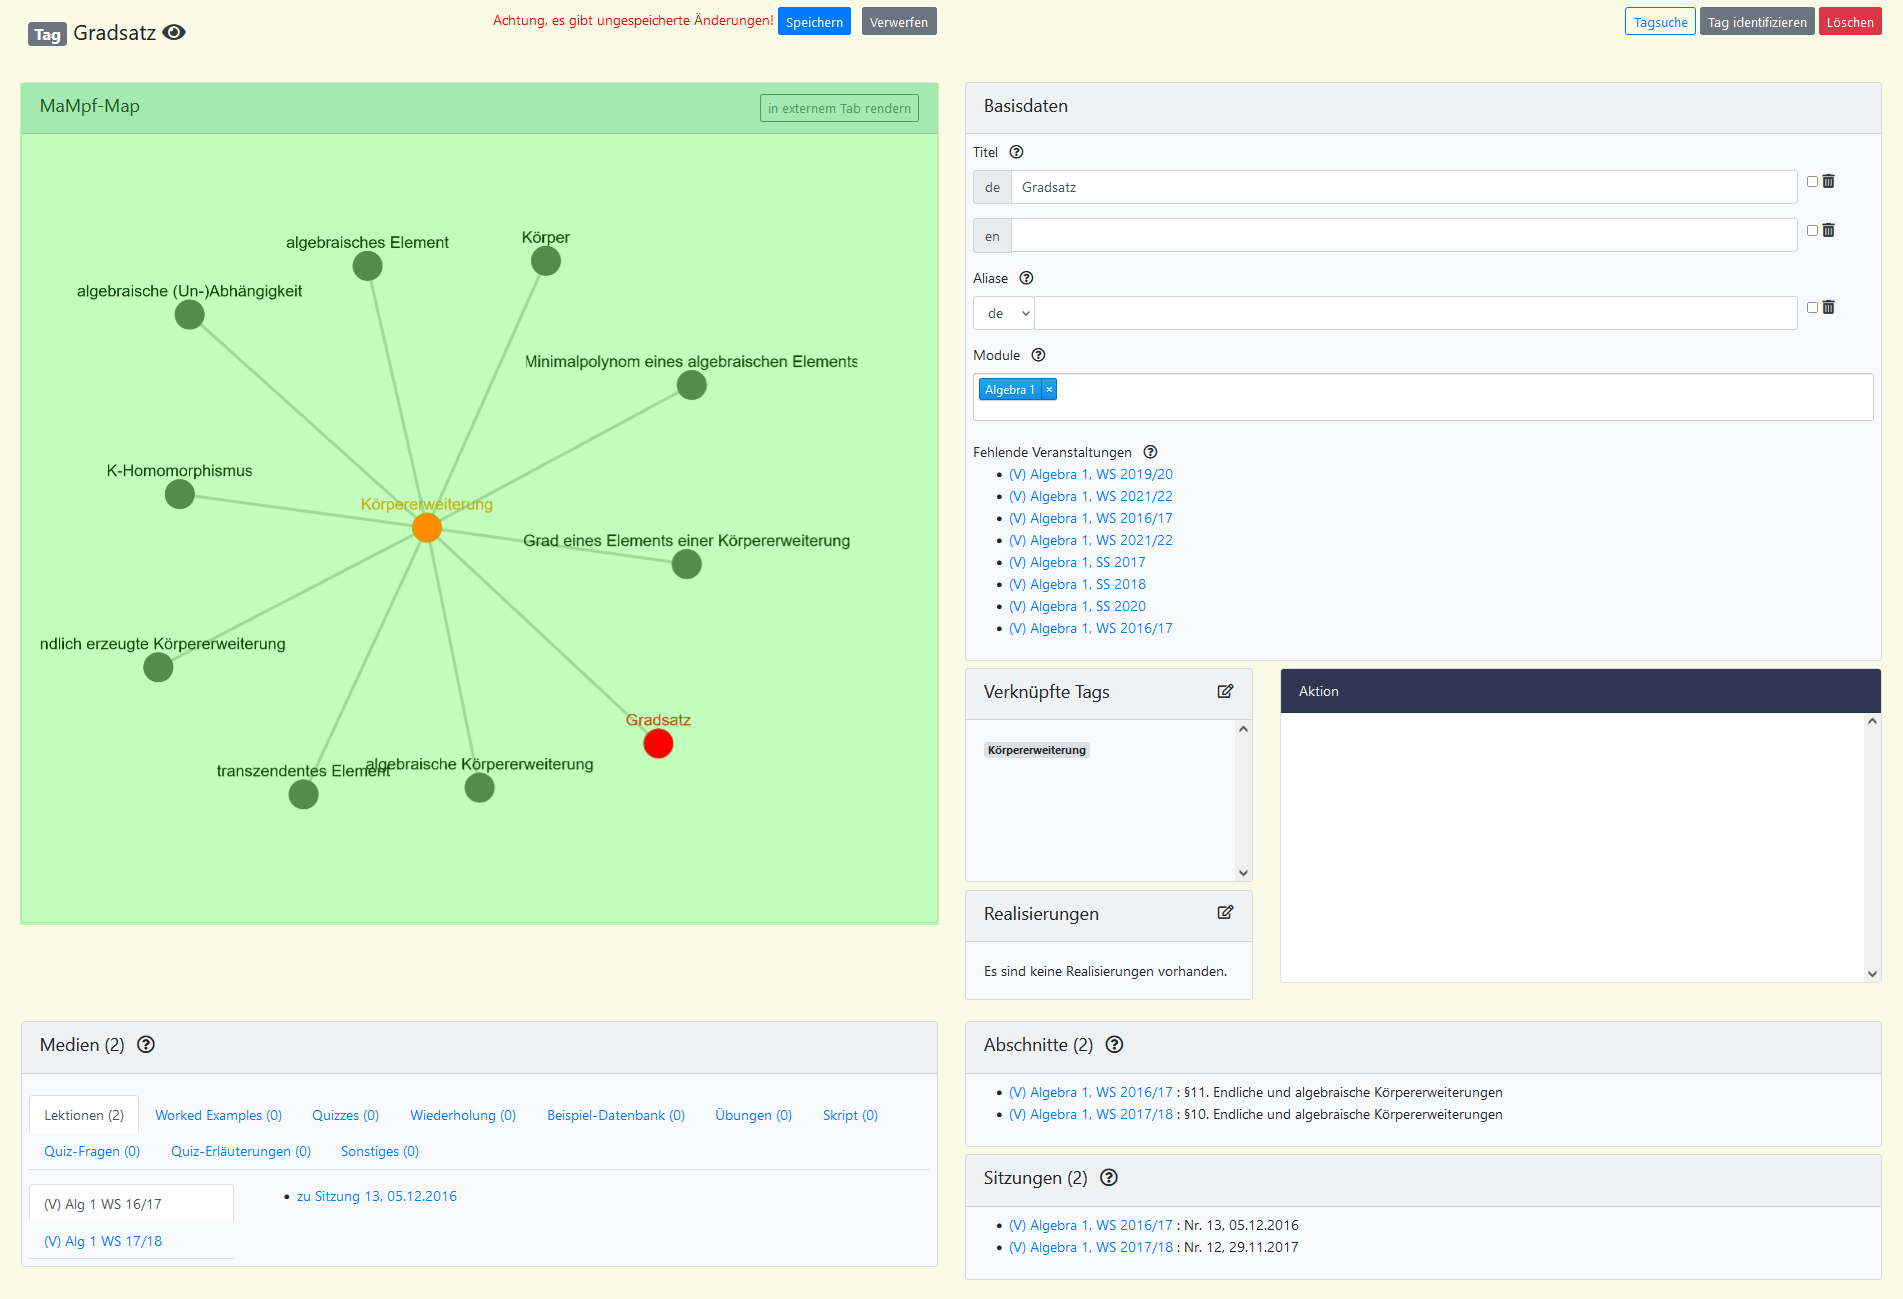 Tag Gradsatz
Achtung, es gibt ungespeicherte Änderungen! Speichern Verwerfen
Tagsuche Tag identifizieren Löschen
MaMpf-Map
in externem Tab rendern
algebraisches Element
Körper
algebraische (Un-)Abhängigkeit
Minimalpolynom eines algebraischen Elements
K-Homomorphismus
Körpererweiterung
Grad eines Elements einer Körpererweiterung
ndlich erzeugte Körpererweiterung
Gradsatz
transzendentes Element
algebraische Körpererweiterung
Basisdaten
Titel
de Gradsatz
en
Aliase
de
Module
Algebra 1 ×
Fehlende Veranstaltungen
(V) Algebra 1, WS 2019/20
(V) Algebra 1, WS 2021/22
(V) Algebra 1, WS 2016/17
(V) Algebra 1, WS 2021/22
(V) Algebra 1, SS 2017
(V) Algebra 1, SS 2018
(V) Algebra 1, SS 2020
(V) Algebra 1, WS 2016/17
Verknüpfte Tags
Körpererweiterung
Aktion
Realisierungen
Es sind keine Realisierungen vorhanden.
Medien (2)
Lektionen (2) Worked Examples (0) Quizzes (0) Wiederholung (0) Beispiel-Datenbank (0) Übungen (0) Skript (0)
Quiz-Fragen (0) Quiz-Erläuterungen (0) Sonstiges (0)
(V) Alg 1 WS 16/17
(V) Alg 1 WS 17/18
zu Sitzung 13, 05.12.2016
Abschnitte (2)
(V) Algebra 1, WS 2016/17 : §11. Endliche und algebraische Körpererweiterungen
(V) Algebra 1, WS 2017/18 : §10. Endliche und algebraische Körpererweiterungen
Sitzungen (2)
(V) Algebra 1, WS 2016/17 : Nr. 13, 05.12.2016
(V) Algebra 1, WS 2017/18 : Nr. 12, 29.11.2017